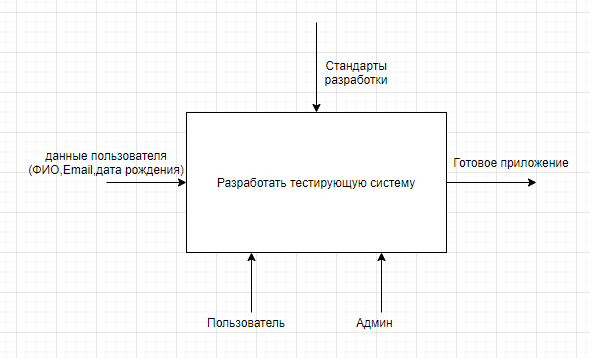 Стандарты
разработки
данные пользователя
(ФИО,Email,дата рождения)
Готовое приложение
Разработать тестирующую систему
Пользователь
Админ